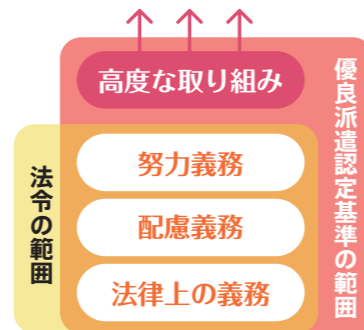 高度な取り組み
努力義務
配慮義務
法律上の義務
法令の範囲
優良派遣認定基準の範囲